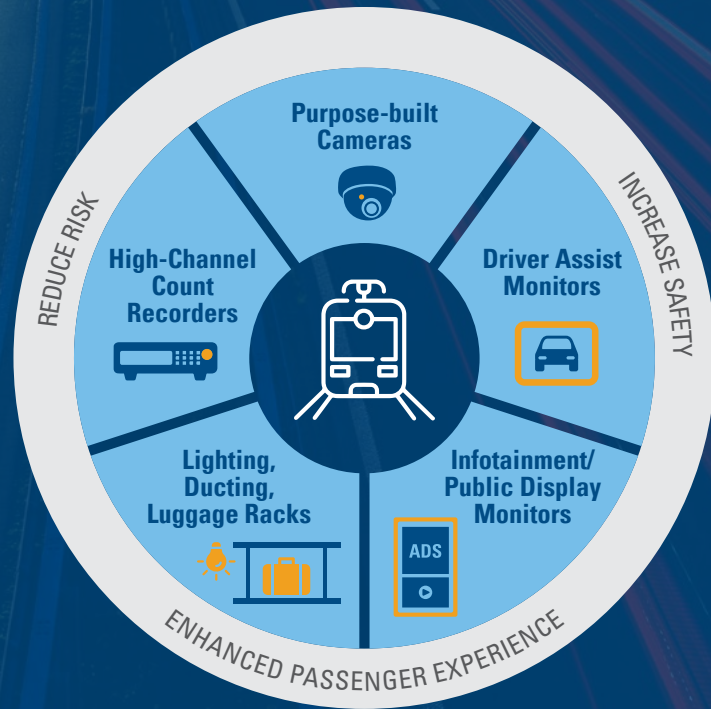 Purpose-built
Cameras
REDUCE RISK
INCREASE SAFETY
High-Channel
Count
Recorders
Driver Assist
Monitors
Lighting,
Ducting,
Luggage Racks
Infotainment/
Public Display
Monitors
ADS
ENHANCED PASSENGER EXPERIENCE